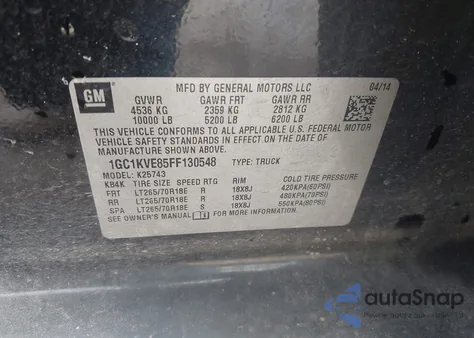 MFD BY GENERAL MOTORS LLC 04/14
GM
GVWR GAWR FRT GAWR RR
4536 KG 2359 KG 2812 KG
10000 LB 5200 LB 6200 LB
THIS VEHICLE CONFORMS TO ALL APPLICABLE U.S. FEDERAL MOTOR
VEHICLE SAFETY STANDARDS IN EFFECT ON THE DATE OF
MANUFACTURE SHOWN ABOVE.
1GC1KVE85FF130548 TYPE: TRUCK
MODEL: K25743
KB4K TIRE SIZE SPEED RTG RIM COLD TIRE PRESSURE
FRT LT265/70R18E R 18X8J 420KPA(60PSI)
RR LT265/70R18E R 18X8J 480KPA(70PSI)
SPA LT265/70R18E S 18X8J 550KPA(80PSI)
SEE OWNER'S MANUAL FOR MORE INFORMATION
autoSnap